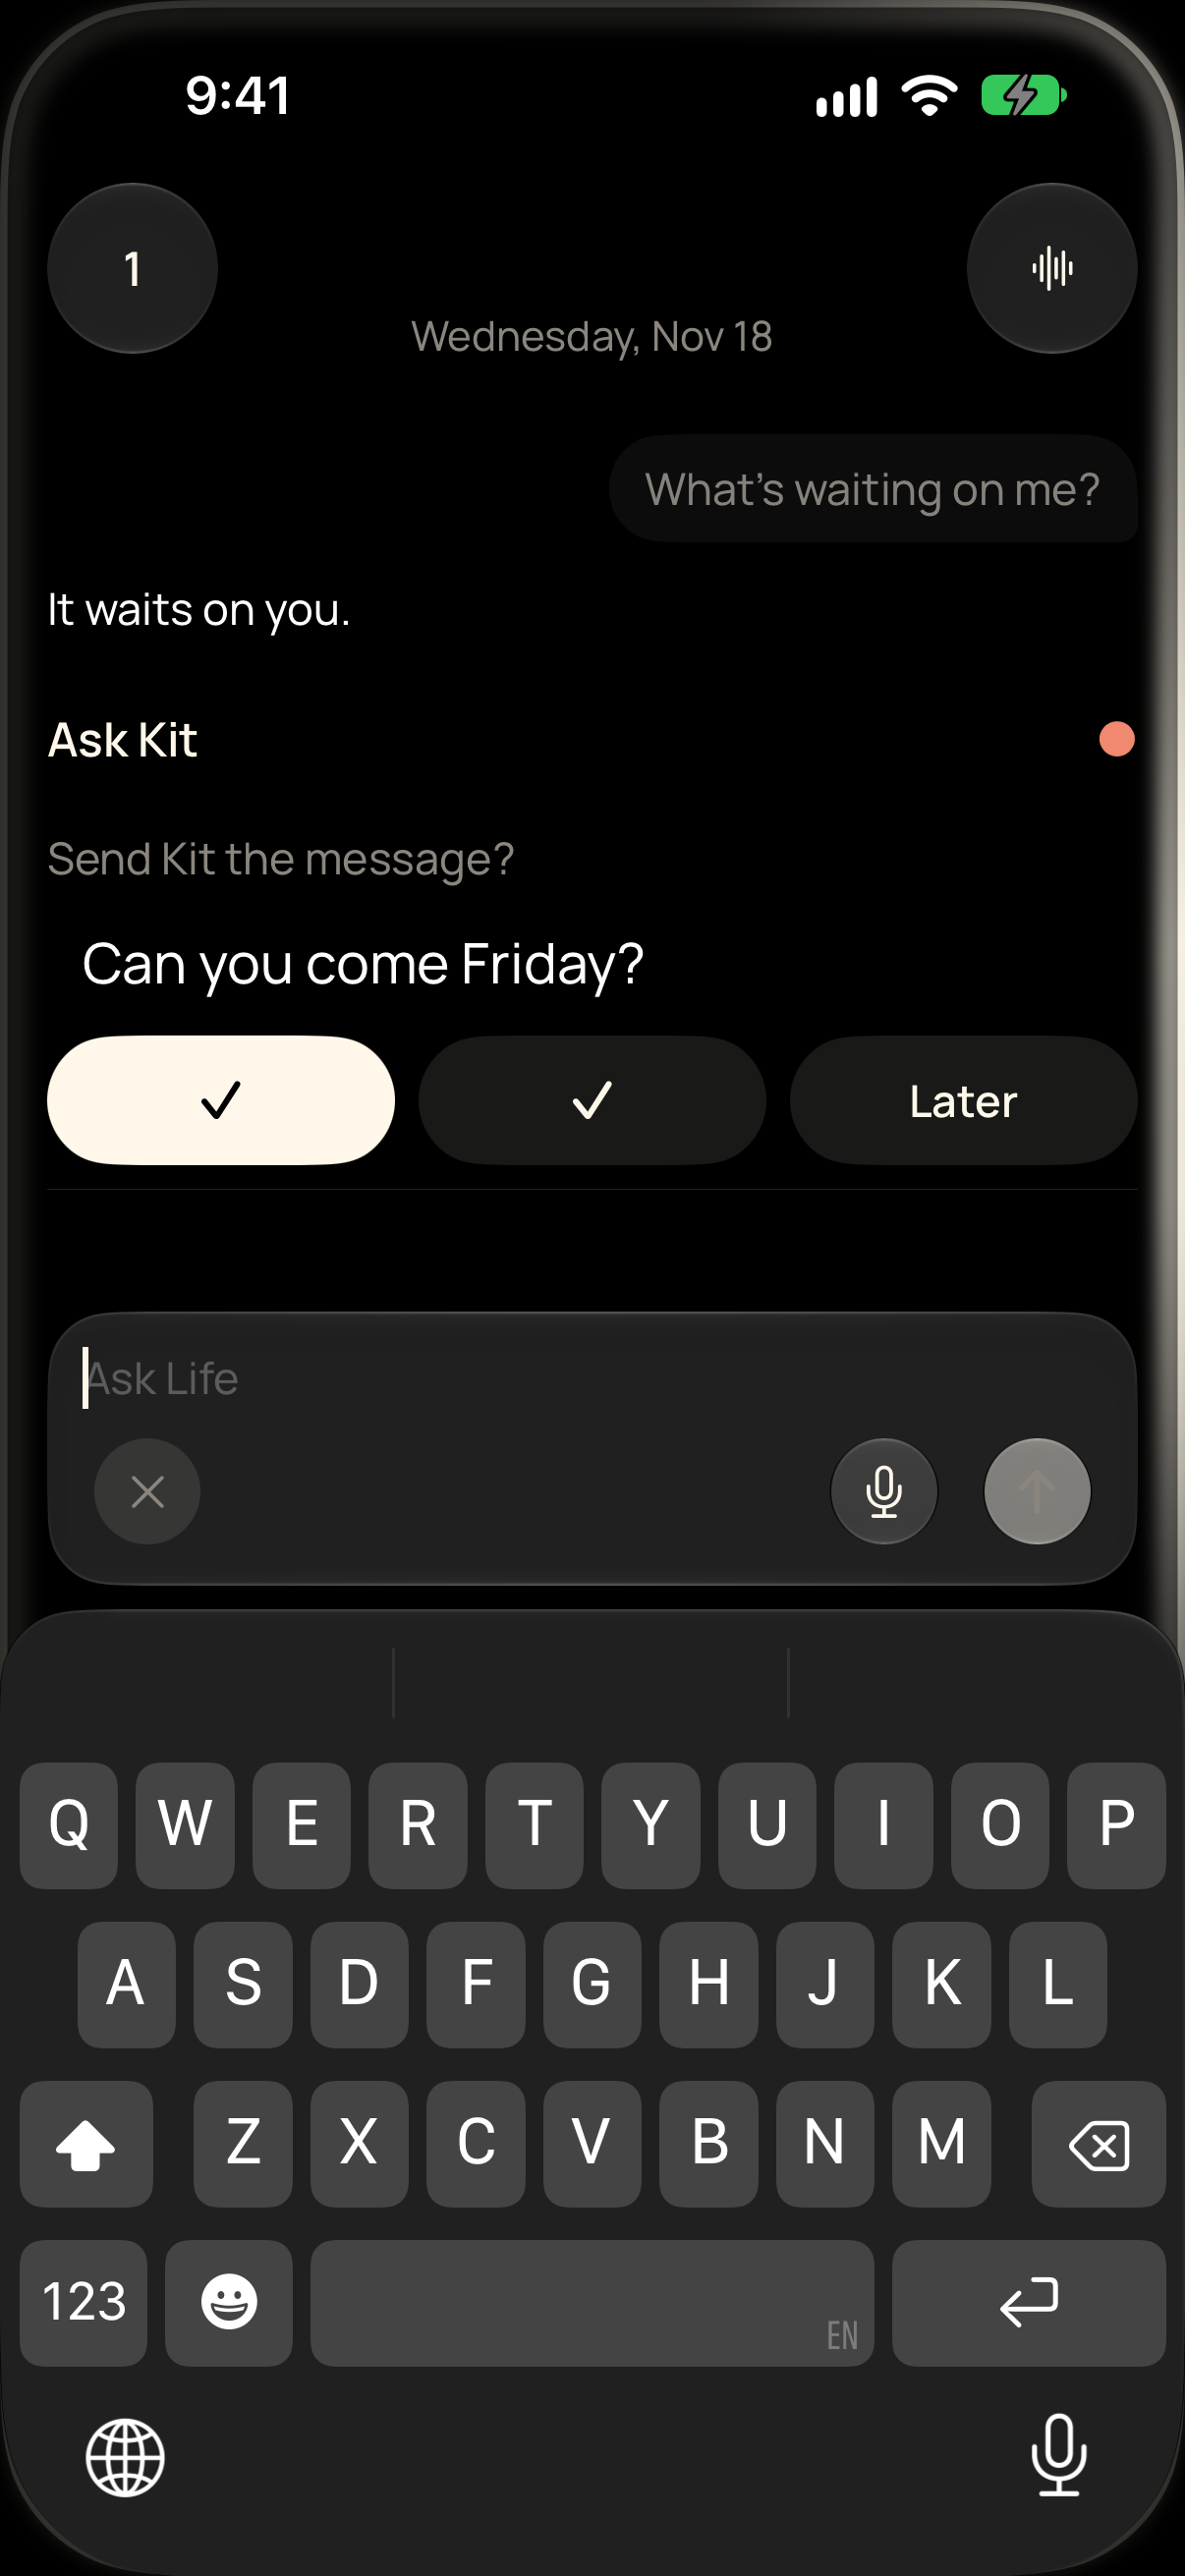 9:41
1
Wednesday, Nov 18
What’s waiting on me?
It waits on you.
Ask Kit
Send Kit the message?
Can you come Friday?
Later
Ask Life
Q W E R T Y U I O P
A S D F G H J K L
Z X C V B N M
123
EN